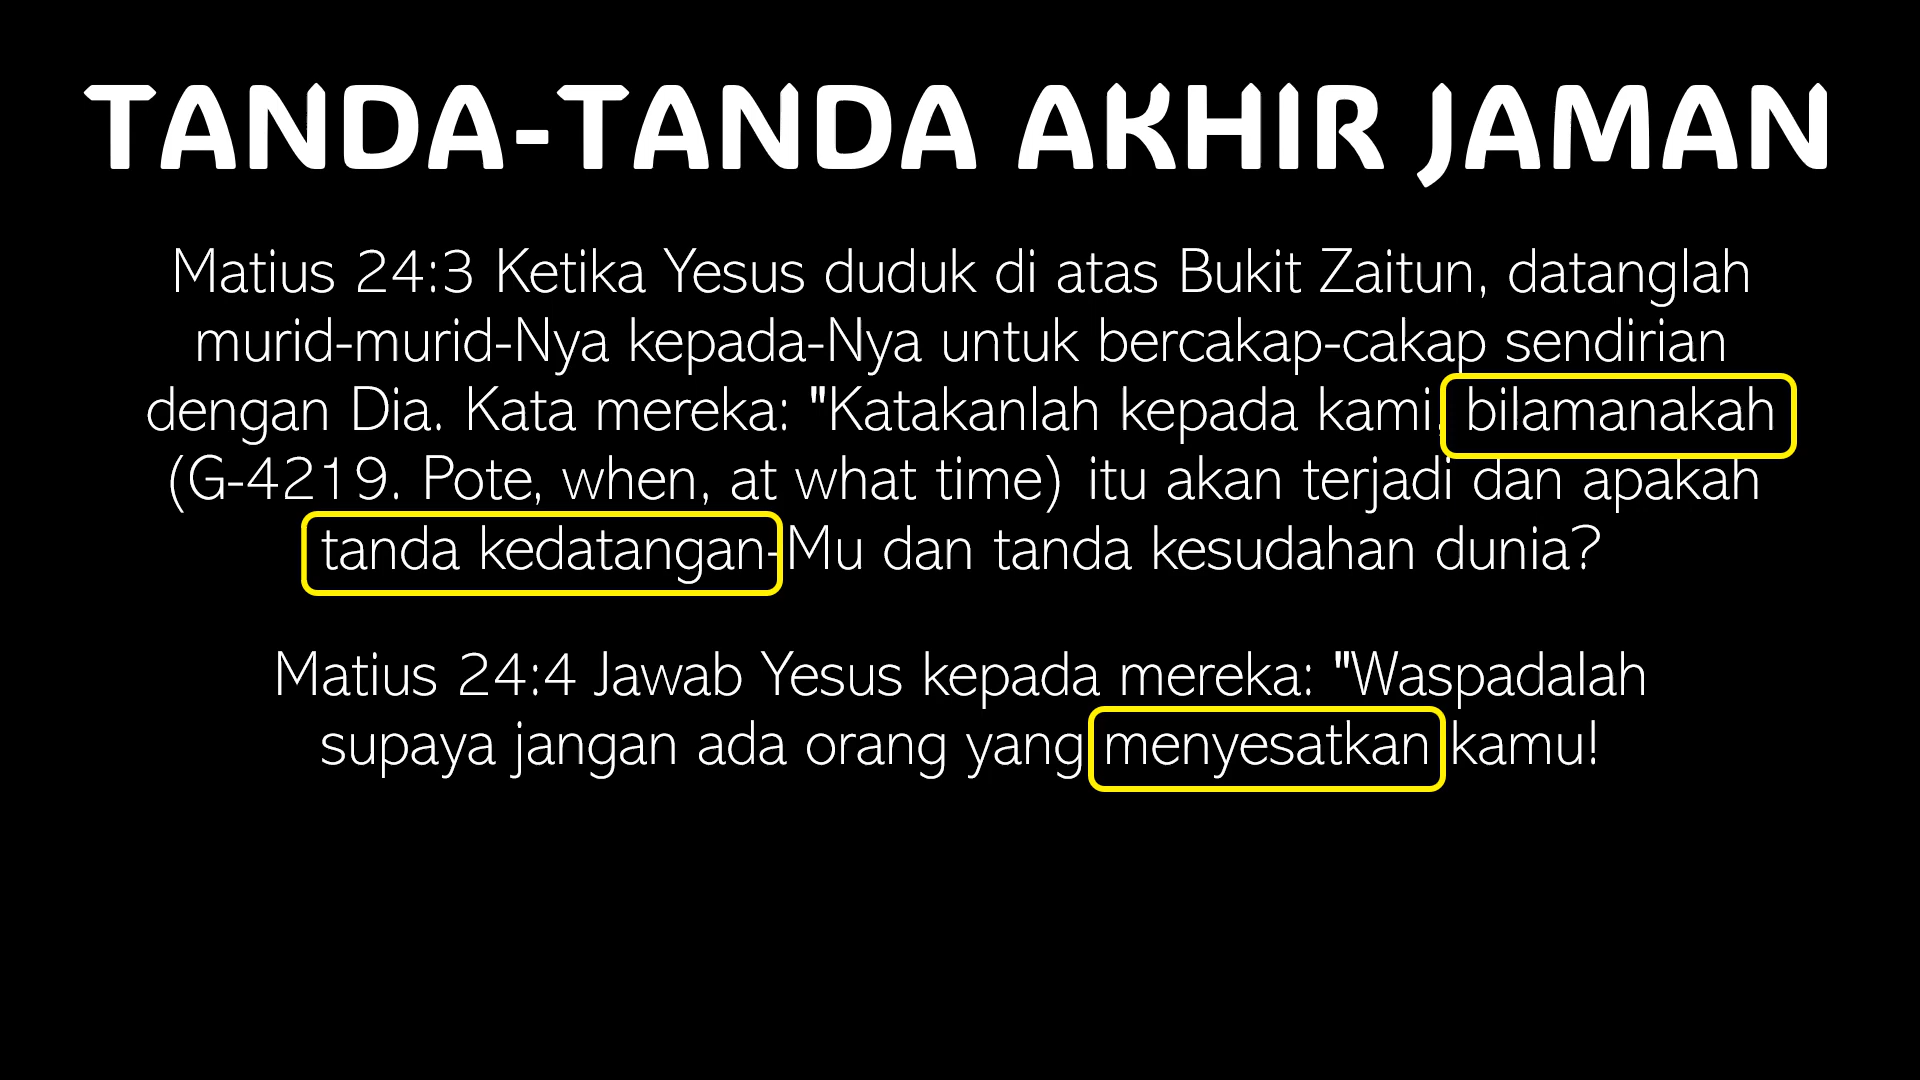 TANDA-TANDA AKHIR JAMAN
Matius 24:3 Ketika Yesus duduk di atas Bukit Zaitun, datanglah
murid-murid-Nya kepada-Nya untuk bercakap-cakap sendirian
dengan Dia. Kata mereka: "Katakanlah kepada kami, bilamanakah
(G-4219. Pote, when, at what time) itu akan terjadi dan apakah
tanda kedatangan-Mu dan tanda kesudahan dunia?
Matius 24:4 Jawab Yesus kepada mereka: "Waspadalah
supaya jangan ada orang yang menyesatkan kamu!